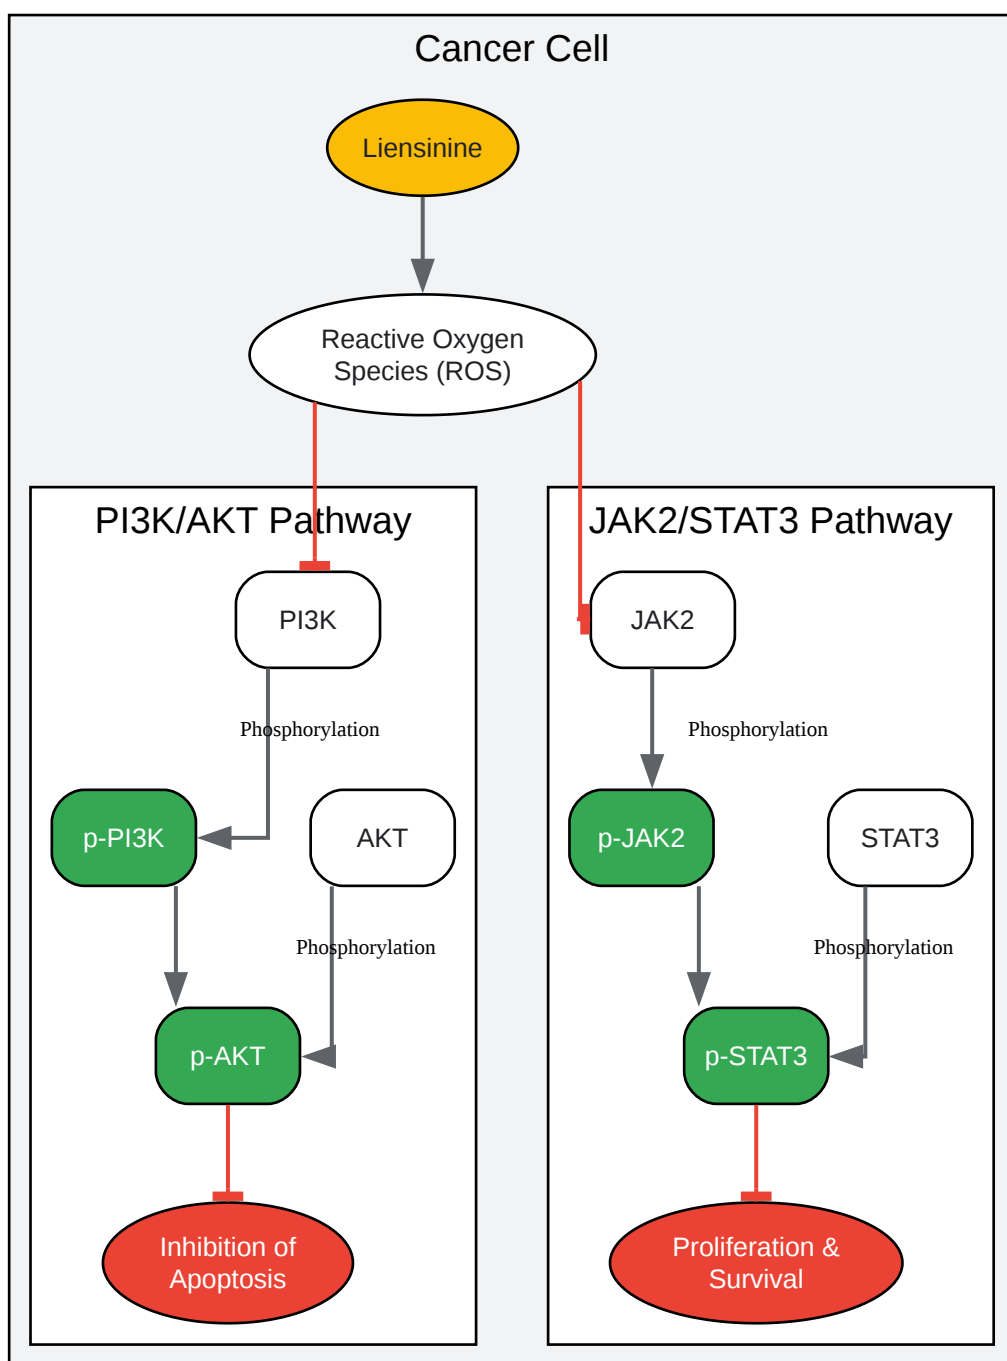 Cancer Cell
Liensinine
Reactive Oxygen
Species (ROS)
PI3K/AKT Pathway
PI3K
Phosphorylation
p-PI3K
AKT
Phosphorylation
p-AKT
Inhibition of
Apoptosis
JAK2/STAT3 Pathway
JAK2
Phosphorylation
p-JAK2
STAT3
Phosphorylation
p-STAT3
Proliferation &
Survival